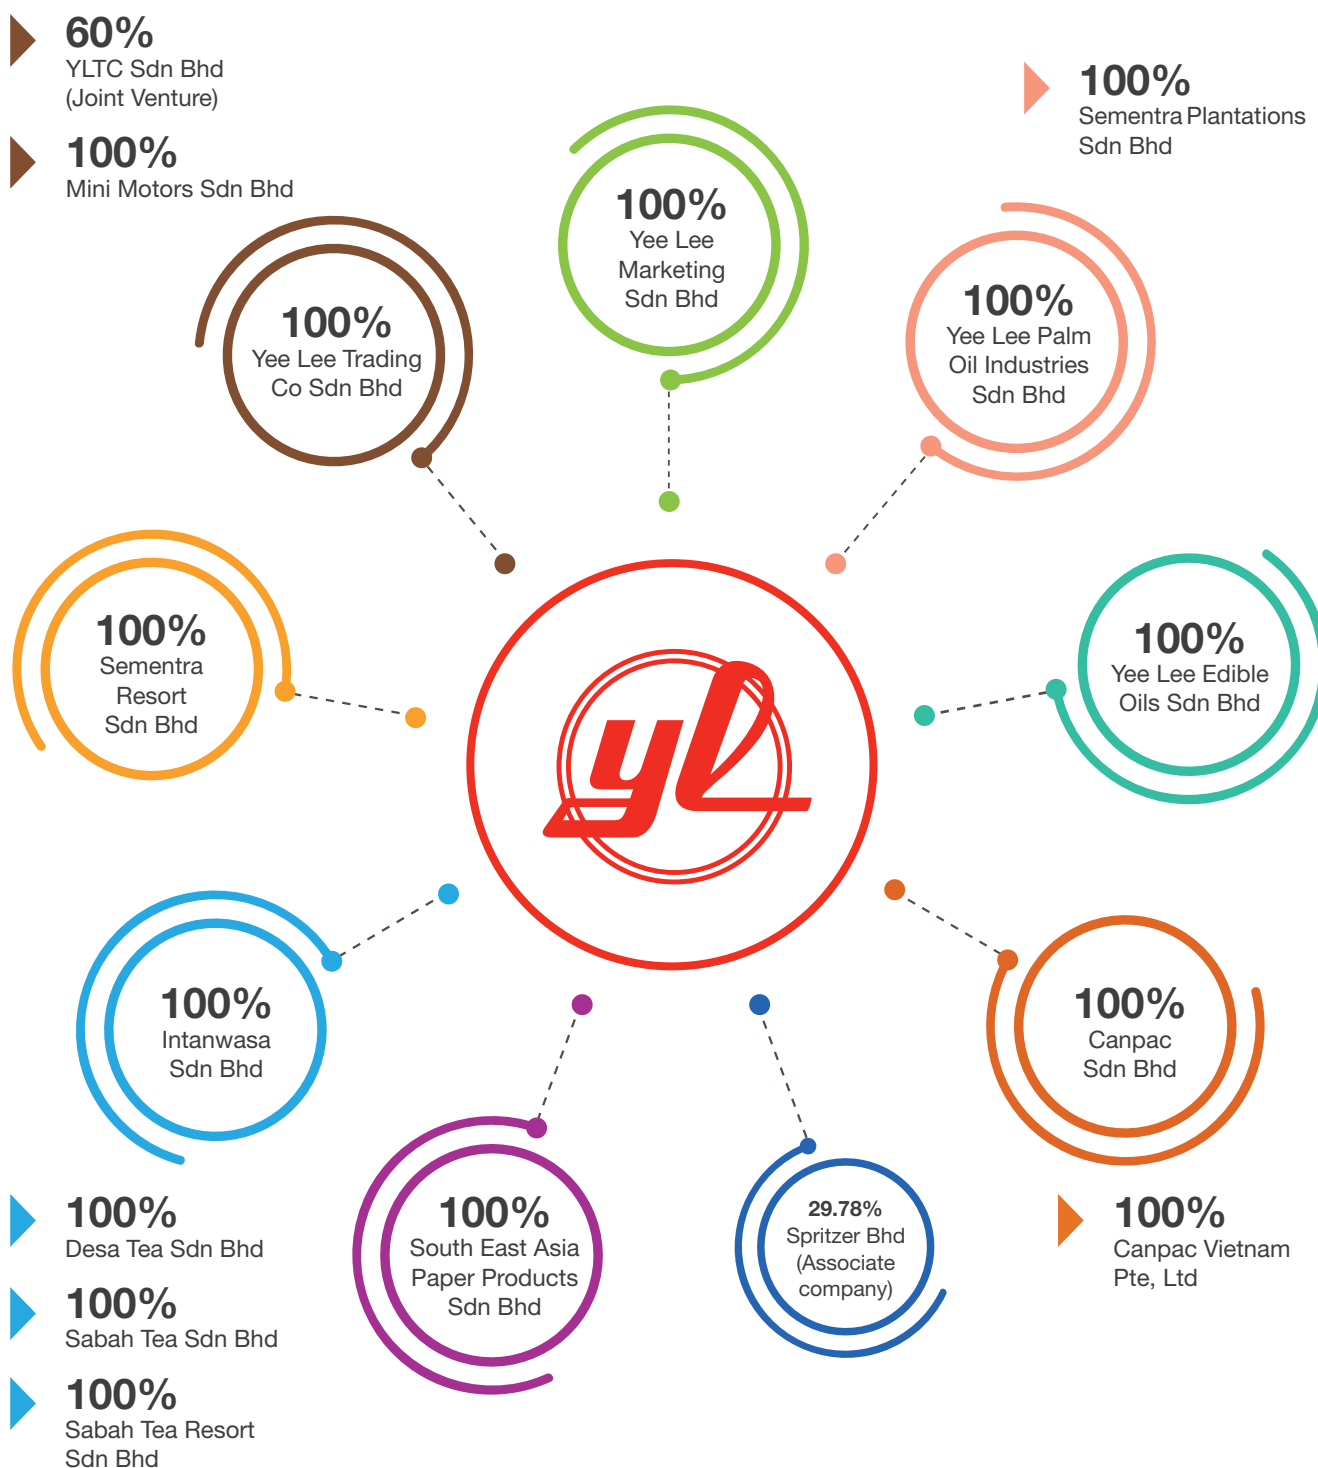 60%
YLTC Sdn Bhd
(Joint Venture)
100%
Mini Motors Sdn Bhd
100%
Sementra Plantations
Sdn Bhd
100%
Yee Lee
Marketing
Sdn Bhd
100%
Yee Lee Trading
Co Sdn Bhd
100%
Yee Lee Palm
Oil Industries
Sdn Bhd
100%
Sementra
Resort
Sdn Bhd
100%
Yee Lee Edible
Oils Sdn Bhd
yl
100%
Intanwasa
Sdn Bhd
100%
Canpac
Sdn Bhd
100%
South East Asia
Paper Products
Sdn Bhd
29.78%
Spritzer Bhd
(Associate
company)
100%
Desa Tea Sdn Bhd
100%
Sabah Tea Sdn Bhd
100%
Sabah Tea Resort
Sdn Bhd
100%
Canpac Vietnam
Pte, Ltd